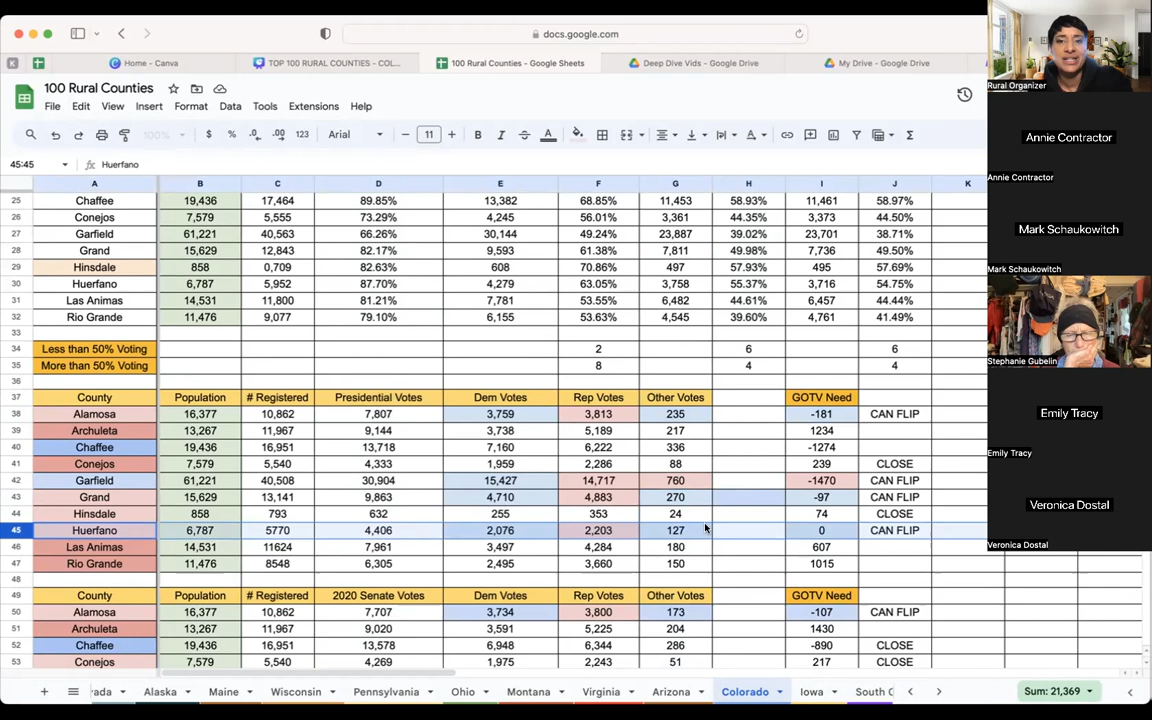 docs.google.com
Home - Canva
TOP 100 RURAL COUNTIES - COL...
100 Rural Counties - Google Sheets
Deep Dive Vids - Google Drive
My Drive - Google Drive
100 Rural Counties
File Edit View Insert Format Data Tools Extensions Help
100% $ % .0 .00 123 Arial 11 B I A
45:45 fx Huerfano
A B C D E F G H I J K
25 Chaffee 19,436 17,464 89.85% 13,382 68.85% 11,453 58.93% 11,461 58.97%
26 Conejos 7,579 5,555 73.29% 4,245 56.01% 3,361 44.35% 3,373 44.50%
27 Garfield 61,221 40,563 66.26% 30,144 49.24% 23,887 39.02% 23,701 38.71%
28 Grand 15,629 12,843 82.17% 9,593 61.38% 7,811 49.98% 7,736 49.50%
29 Hinsdale 858 0,709 82.63% 608 70.86% 497 57.93% 495 57.69%
30 Huerfano 6,787 5,952 87.70% 4,279 63.05% 3,758 55.37% 3,716 54.75%
31 Las Animas 14,531 11,800 81.21% 7,781 53.55% 6,482 44.61% 6,457 44.44%
32 Rio Grande 11,476 9,077 79.10% 6,155 53.63% 4,545 39.60% 4,761 41.49%
33
34 Less than 50% Voting 2 6 6
35 More than 50% Voting 8 4 4
36
37 County Population # Registered Presidential Votes Dem Votes Rep Votes Other Votes GOTV Need
38 Alamosa 16,377 10,862 7,807 3,759 3,813 235 -181 CAN FLIP
39 Archuleta 13,267 11,967 9,144 3,738 5,189 217 1234
40 Chaffee 19,436 16,951 13,718 7,160 6,222 336 -1274
41 Conejos 7,579 5,540 4,333 1,959 2,286 88 239 CLOSE
42 Garfield 61,221 40,508 30,904 15,427 14,717 760 -1470 CAN FLIP
43 Grand 15,629 13,141 9,863 4,710 4,883 270 -97 CAN FLIP
44 Hinsdale 858 793 632 255 353 24 74 CLOSE
45 Huerfano 6,787 5770 4,406 2,076 2,203 127 0 CAN FLIP
46 Las Animas 14,531 11624 7,961 3,497 4,284 180 607
47 Rio Grande 11,476 8548 6,305 2,495 3,660 150 1015
48
49 County Population # Registered 2020 Senate Votes Dem Votes Rep Votes Other Votes GOTV Need
50 Alamosa 16,377 10,862 7,707 3,734 3,800 173 -107 CAN FLIP
51 Archuleta 13,267 11,967 9,020 3,591 5,225 204 1430
52 Chaffee 19,436 16,951 13,578 6,948 6,344 286 -890 CLOSE
53 Conejos 7,579 5,540 4,269 1,975 2,243 51 217 CLOSE
vada Alaska Maine Wisconsin Pennsylvania Ohio Montana Virginia Arizona Colorado Iowa South C Sum: 21,369
Rural Organizer
Annie Contractor
Annie Contractor
Mark Schaukowitch
Mark Schaukowitch
Stephanie Gubelin
Emily Tracy
Emily Tracy
Veronica Dostal
Veronica Dostal